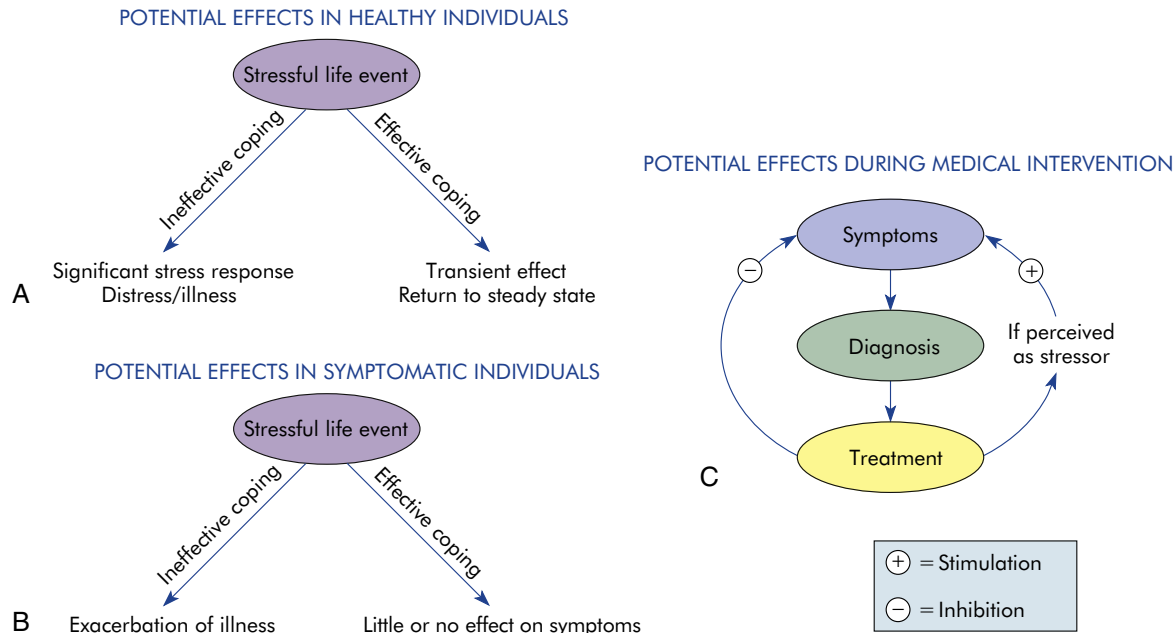 POTENTIAL EFFECTS IN HEALTHY INDIVIDUALS
Stressful life event
Ineffective coping
Effective coping
Significant stress response
Distress/illness
Transient effect
Return to steady state
A
POTENTIAL EFFECTS IN SYMPTOMATIC INDIVIDUALS
Stressful life event
Ineffective coping
Effective coping
Exacerbation of illness
Little or no effect on symptoms
B
POTENTIAL EFFECTS DURING MEDICAL INTERVENTION
Symptoms
−
+
Diagnosis
If perceived
as stressor
Treatment
C
+ = Stimulation
− = Inhibition